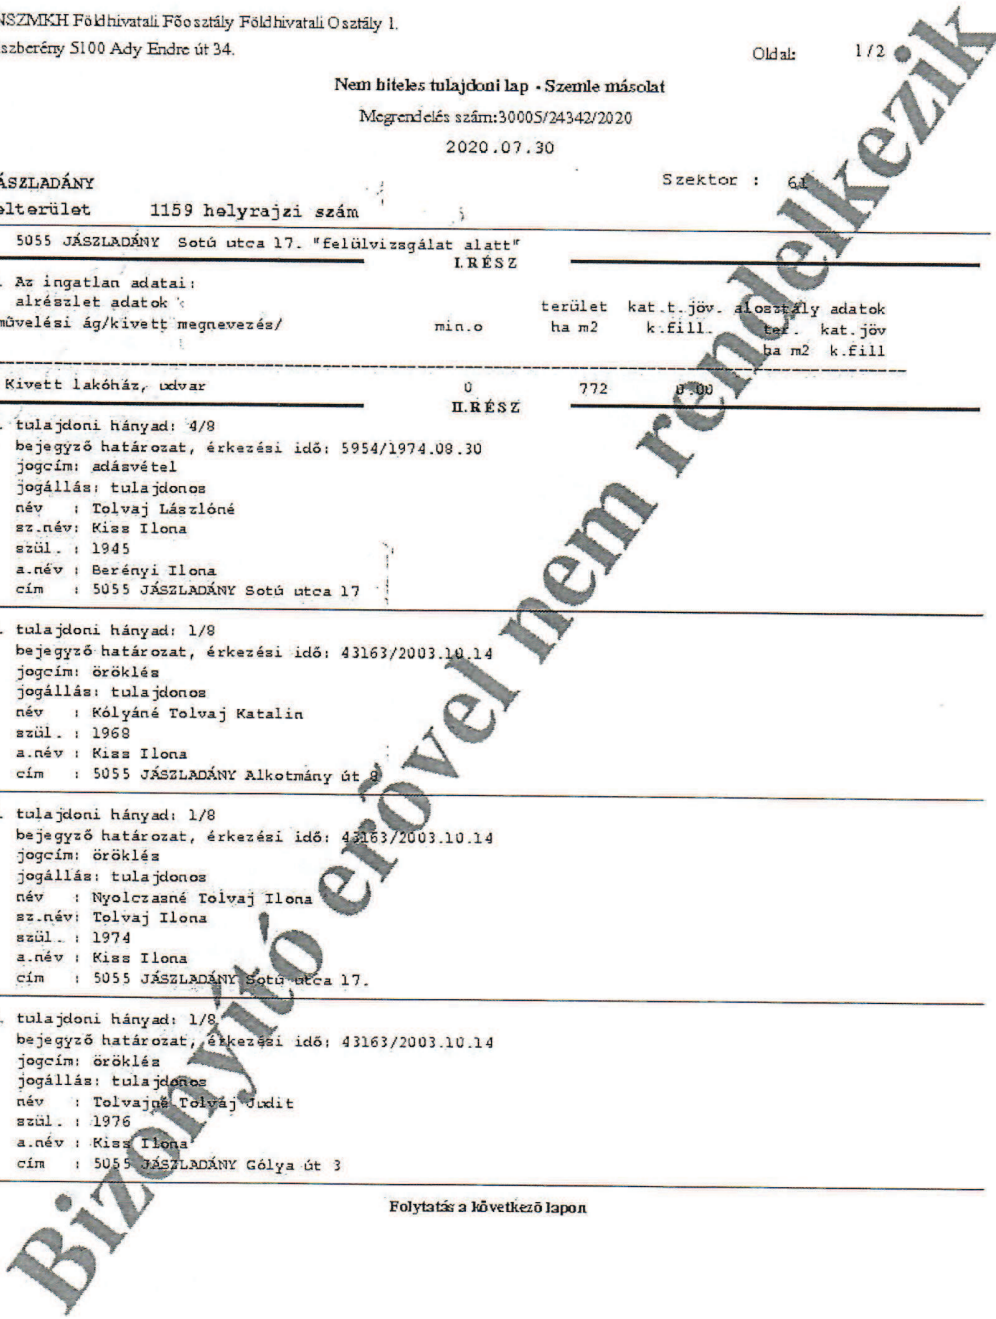 NSZMKH Földhivatali Főosztály Földhivatali Osztály 1.
szberény 5100 Ady Endre út 34.
Oldal: 1/2
Nem hiteles tulajdoni lap - Szemle másolat
Megrendelés szám:30005/24342/2020
2020.07.30
ÁSZLADÁNY Szektor : 61
elterület 1159 helyrajzi szám
5055 JÁSZLADÁNY Sotú utca 17. "felülvizsgálat alatt"
I.RÉSZ
. Az ingatlan adatai:
alrészlet adatok terület kat.t.jöv. alosztály adatok
művelési ág/kivett megnevezés/ min.o ha m2 k.fill. ter. kat.jöv
ha m2 k.fill
Kivett lakóház, udvar 0 772 0.00
II.RÉSZ
. tulajdoni hányad: 4/8
bejegyző határozat, érkezési idő: 5954/1974.08.30
jogcím: adásvétel
jogállás: tulajdonos
név : Tolvaj Lászlóné
sz.név: Kiss Ilona
szül. : 1945
a.név : Berényi Ilona
cím : 5055 JÁSZLADÁNY Sotú utca 17
. tulajdoni hányad: 1/8
bejegyző határozat, érkezési idő: 43163/2003.10.14
jogcím: öröklés
jogállás: tulajdonos
név : Kólyáné Tolvaj Katalin
szül. : 1968
a.név : Kiss Ilona
cím : 5055 JÁSZLADÁNY Alkotmány út 8
. tulajdoni hányad: 1/8
bejegyző határozat, érkezési idő: 43163/2003.10.14
jogcím: öröklés
jogállás: tulajdonos
név : Nyolczasné Tolvaj Ilona
sz.név: Tolvaj Ilona
szül. : 1974
a.név : Kiss Ilona
cím : 5055 JÁSZLADÁNY Sotú utca 17.
. tulajdoni hányad: 1/8
bejegyző határozat, érkezési idő: 43163/2003.10.14
jogcím: öröklés
jogállás: tulajdonos
név : Tolvajné Tolvaj Judit
szül. : 1976
a.név : Kiss Ilona
cím : 5055 JÁSZLADÁNY Gólya út 3
Folytatás a következő lapon
Bizonyító erővel nem rendelkezik